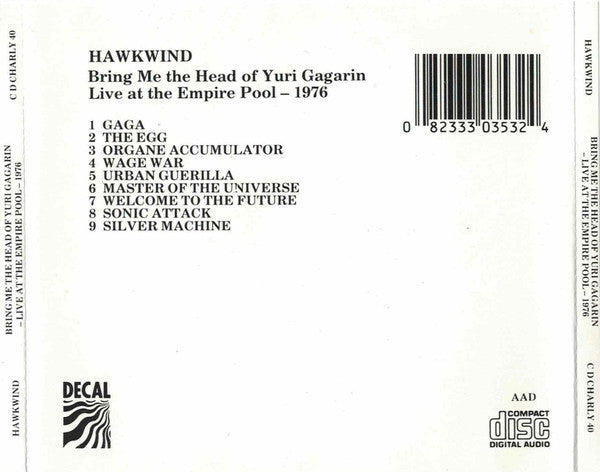 HAWKWIND
Bring Me the Head of Yuri Gagarin
Live at the Empire Pool – 1976
1 GAGA
2 THE EGG
3 ORGANE ACCUMULATOR
4 WAGE WAR
5 URBAN GUERILLA
6 MASTER OF THE UNIVERSE
7 WELCOME TO THE FUTURE
8 SONIC ATTACK
9 SILVER MACHINE
0 82333 03532 4
DECAL
AAD
COMPACT
disc
DIGITAL AUDIO
HAWKWIND
BRING ME THE HEAD OF YURI GAGARIN
– LIVE AT THE EMPIRE POOL – 1976
C D CHARLY 40
HAWKWIND
BRING ME THE HEAD OF YURI GAGARIN
– LIVE AT THE EMPIRE POOL – 1976
C D CHARLY 40